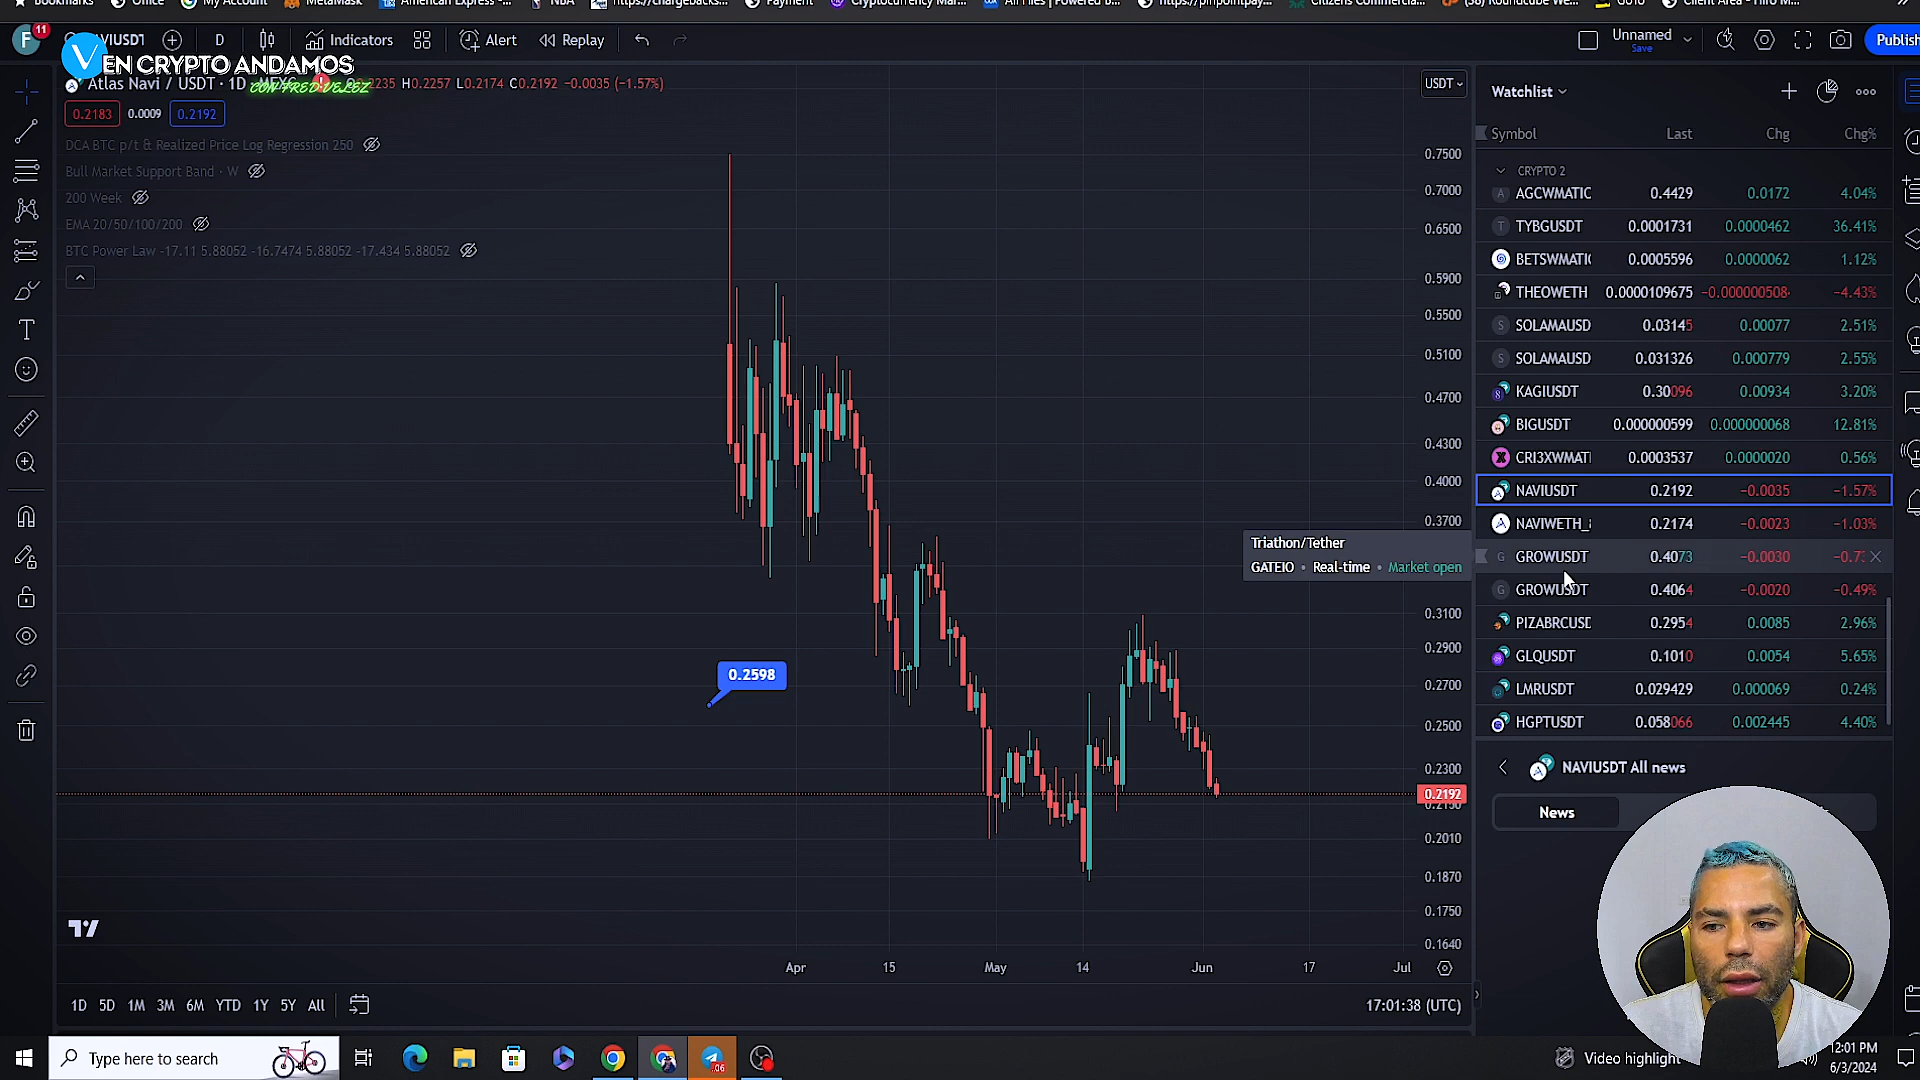 Bookmarks Office My Account MetaMask American Express -... NBA https://chargebacks... Payment Cryptocurrency Mar... All Files | Powered B... https://pinpointpay... Citizens Commercia... (58) Roundcube We... GoTo Client Area - Hiro M...
11
F VIUSDT D Indicators Alert Replay Unnamed Save Publish
V EN CRYPTO ANDAMOS
CON FRED VELEZ
Atlas Navi / USDT · 1D · MEXC 0.2235 H0.2257 L0.2174 C0.2192 −0.0035 (−1.57%)
0.2183 0.0009 0.2192
DCA BTC p/t & Realized Price Log Regression 250
Bull Market Support Band · W
200 Week
EMA 20/50/100/200
BTC Power Law -17.11 5.88052 -16.7474 5.88052 -17.434 5.88052
USDT
0.7500
0.7000
0.6500
0.5900
0.5500
0.5100
0.4700
0.4300
0.4000
0.3700
0.3100
0.2900
0.2700
0.2500
0.2300
0.2192
0.2150
0.2010
0.1870
0.1750
0.1640
0.2598
Triathon/Tether
GATEIO • Real-time • Market open
Apr 15 May 14 Jun 17 Jul
1D 5D 1M 3M 6M YTD 1Y 5Y All 17:01:38 (UTC)
Watchlist
Symbol Last Chg Chg%
CRYPTO 2
A AGCWMATIC 0.4429 0.0172 4.04%
T TYBGUSDT 0.0001731 0.0000462 36.41%
BETSWMATIC 0.0005596 0.0000062 1.12%
THEOWETH 0.0000109675 −0.000000508 −4.43%
S SOLAMAUSD 0.03145 0.00077 2.51%
S SOLAMAUSD 0.031326 0.000779 2.55%
KAGIUSDT 0.30096 0.00934 3.20%
BIGUSDT 0.000000599 0.000000068 12.81%
CRI3XWMATI 0.0003537 0.0000020 0.56%
NAVIUSDT 0.2192 −0.0035 −1.57%
NAVIWETH_ 0.2174 −0.0023 −1.03%
G GROWUSDT 0.4073 −0.0030 −0.7
G GROWUSDT 0.4064 −0.0020 −0.49%
PIZABRCUSD 0.2954 0.0085 2.96%
GLQUSDT 0.1010 0.0054 5.65%
LMRUSDT 0.029429 0.000069 0.24%
HGPTUSDT 0.058066 0.002445 4.40%
NAVIUSDT All news
News
Type here to search
.06
Video highlight
12:01 PM
6/3/2024